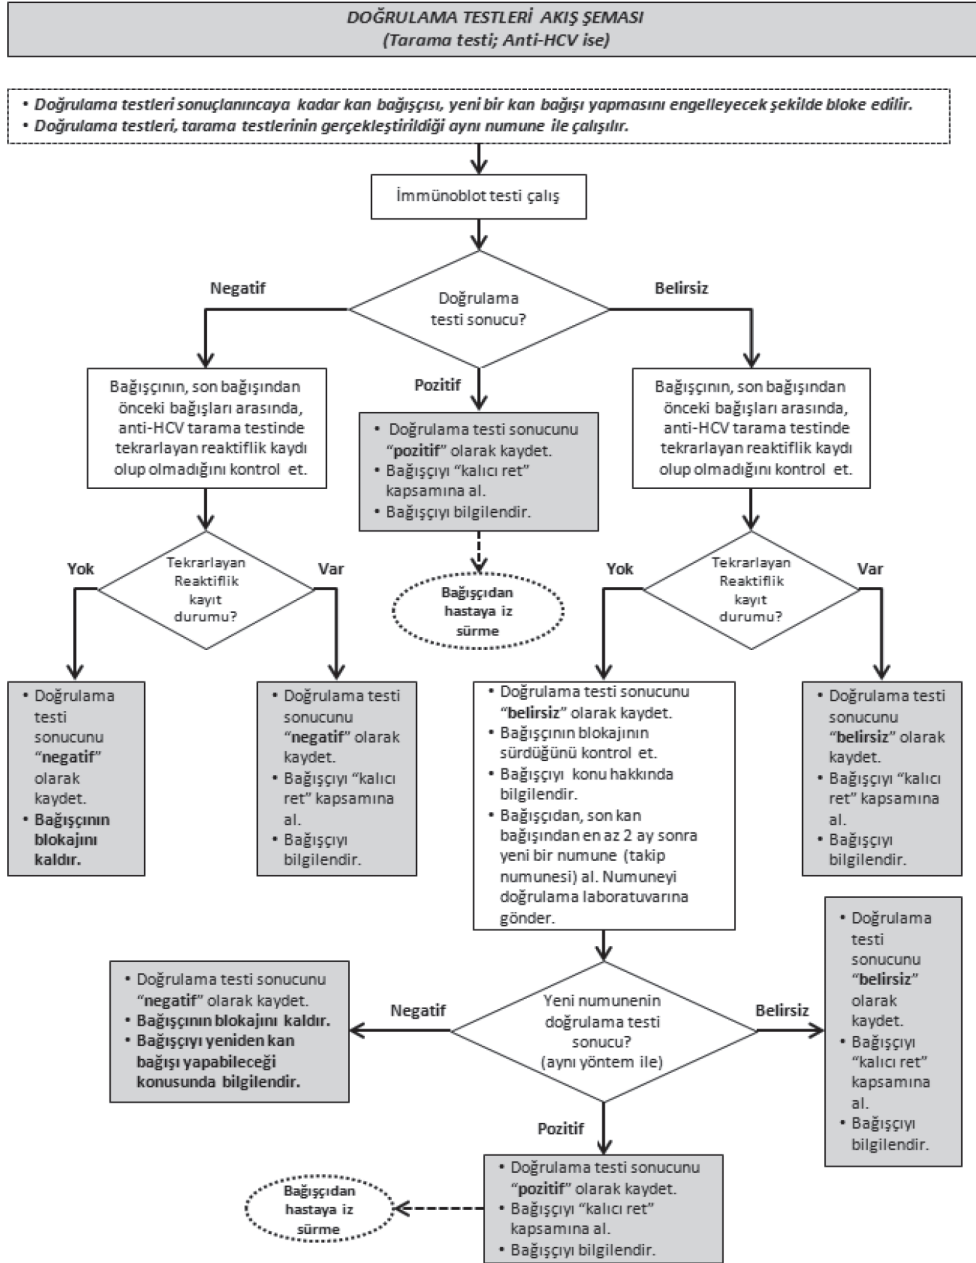 DOĞRULAMA TESTLERİ AKIŞ ŞEMASI
(Tarama testi; Anti-HCV ise)
• Doğrulama testleri sonuçlanıncaya kadar kan bağışçısı, yeni bir kan bağışı yapmasını engelleyecek şekilde bloke edilir.
• Doğrulama testleri, tarama testlerinin gerçekleştirildiği aynı numune ile çalışılır.
İmmünoblot testi çalış
Doğrulama
testi sonucu?
Negatif
Belirsiz
Pozitif
Bağışçının, son bağışından
önceki bağışları arasında,
anti-HCV tarama testinde
tekrarlayan reaktiflik kaydı
olup olmadığını kontrol et.
• Doğrulama testi sonucunu
"pozitif" olarak kaydet.
• Bağışçıyı "kalıcı ret"
kapsamına al.
• Bağışçıyı bilgilendir.
Bağışçının, son bağışından
önceki bağışları arasında,
anti-HCV tarama testinde
tekrarlayan reaktiflik kaydı
olup olmadığını kontrol et.
Yok
Tekrarlayan
Reaktiflik
kayıt
durumu?
Var
Bağışçıdan
hastaya iz
sürme
Yok
Tekrarlayan
Reaktiflik
kayıt
durumu?
Var
• Doğrulama
testi
sonucunu
"negatif"
olarak
kaydet.
• Bağışçının
blokajını
kaldır.
• Doğrulama testi
sonucunu
"negatif" olarak
kaydet.
• Bağışçıyı "kalıcı
ret" kapsamına
al.
• Bağışçıyı
bilgilendir.
• Doğrulama testi sonucunu
"belirsiz" olarak kaydet.
• Bağışçının blokajının
sürdüğünü kontrol et.
• Bağışçıyı konu hakkında
bilgilendir.
• Bağışçıdan, son kan
bağışından en az 2 ay sonra
yeni bir numune (takip
numunesi) al. Numuneyi
doğrulama laboratuvarına
gönder.
• Doğrulama testi
sonucunu
"belirsiz" olarak
kaydet.
• Bağışçıyı "kalıcı
ret" kapsamına
al.
• Bağışçıyı
bilgilendir.
• Doğrulama testi sonucunu
"negatif" olarak kaydet.
• Bağışçının blokajını kaldır.
• Bağışçıyı yeniden kan
bağışı yapabileceği
konusunda bilgilendir.
Negatif
Yeni numunenin
doğrulama testi
sonucu?
(aynı yöntem ile)
Belirsiz
• Doğrulama
testi
sonucunu
"belirsiz"
olarak
kaydet.
• Bağışçıyı
"kalıcı ret"
kapsamına
al.
• Bağışçıyı
bilgilendir.
Pozitif
• Doğrulama testi sonucunu
"pozitif" olarak kaydet.
• Bağışçıyı "kalıcı ret"
kapsamına al.
• Bağışçıyı bilgilendir.
Bağışçıdan
hastaya iz
sürme